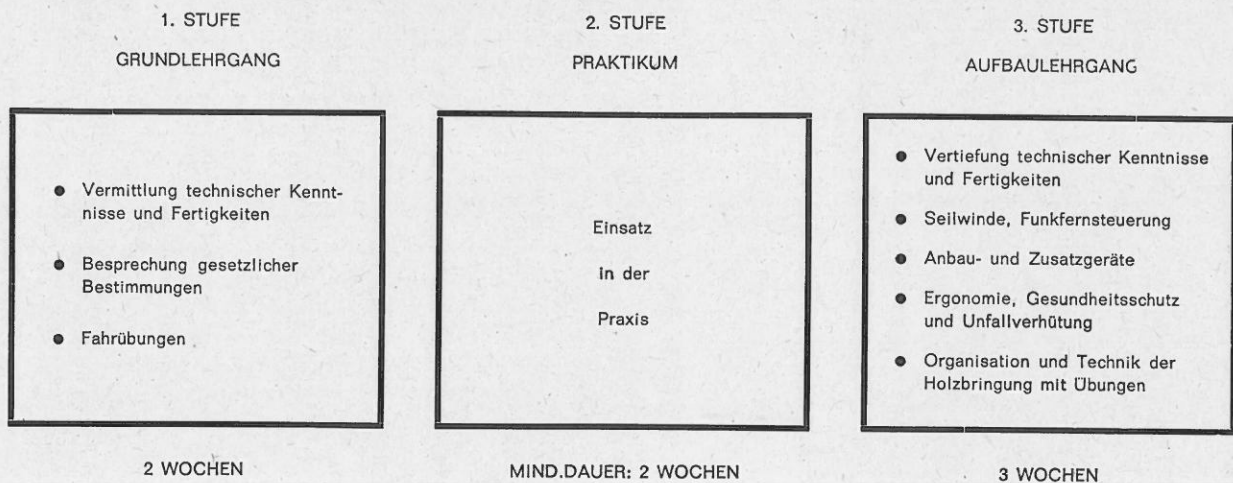 1. STUFE
GRUNDLEHRGANG
● Vermittlung technischer Kennt-
nisse und Fertigkeiten
● Besprechung gesetzlicher
Bestimmungen
● Fahrübungen
2 WOCHEN
2. STUFE
PRAKTIKUM
Einsatz
in der
Praxis
MIND.DAUER: 2 WOCHEN
3. STUFE
AUFBAULEHRGANG
● Vertiefung technischer Kenntnisse
und Fertigkeiten
● Seilwinde, Funkfernsteuerung
● Anbau- und Zusatzgeräte
● Ergonomie, Gesundheitsschutz
und Unfallverhütung
● Organisation und Technik der
Holzbringung mit Übungen
3 WOCHEN